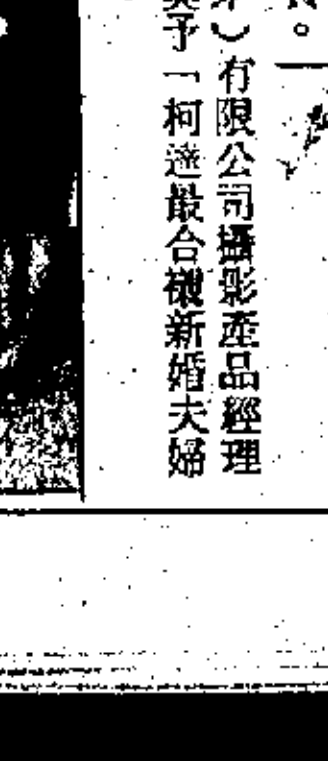 。
）有限公司攝影產品經理
予「柯達最合襯新婚夫婦